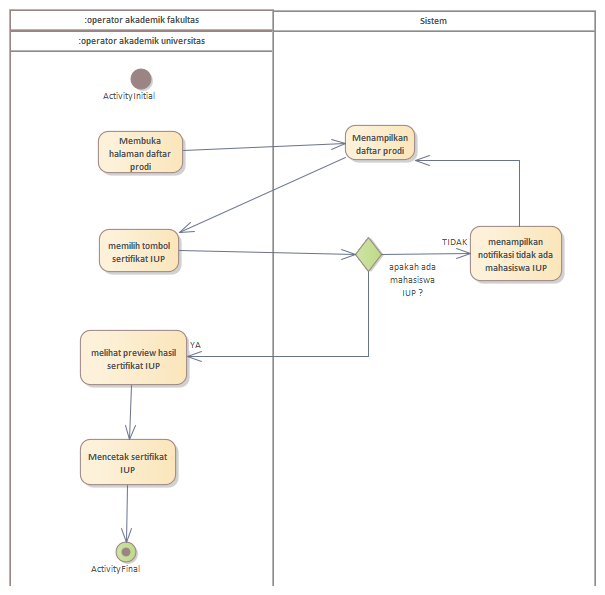 :operator akademik fakultas
Sistem
:operator akademik universitas
ActivityInitial
Membuka
halaman daftar
prodi
Menampilkan
daftar prodi
memilih tombol
sertifikat IUP
TIDAK
apakah ada
mahasiswa
IUP ?
menampilkan
notifikasi tidak ada
mahasiswa IUP
YA
melihat preview hasil
sertifikat IUP
Mencetak sertifikat
IUP
ActivityFinal